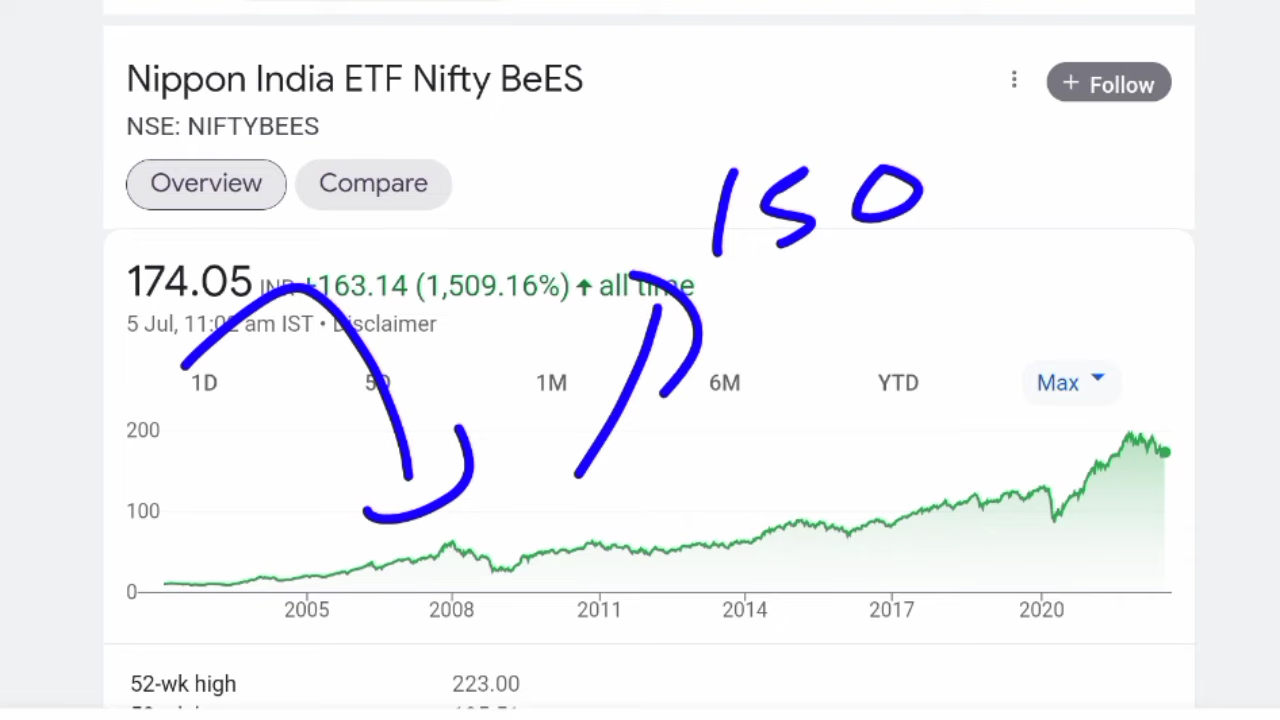 Nippon India ETF Nifty BeES
+ Follow
NSE: NIFTYBEES
Overview
Compare
150
174.05 INR +163.14 (1,509.16%) all time
5 Jul, 11:02 am IST • Disclaimer
1D 5D 1M 6M YTD Max
200
100
0
2005 2008 2011 2014 2017 2020
52-wk high 223.00